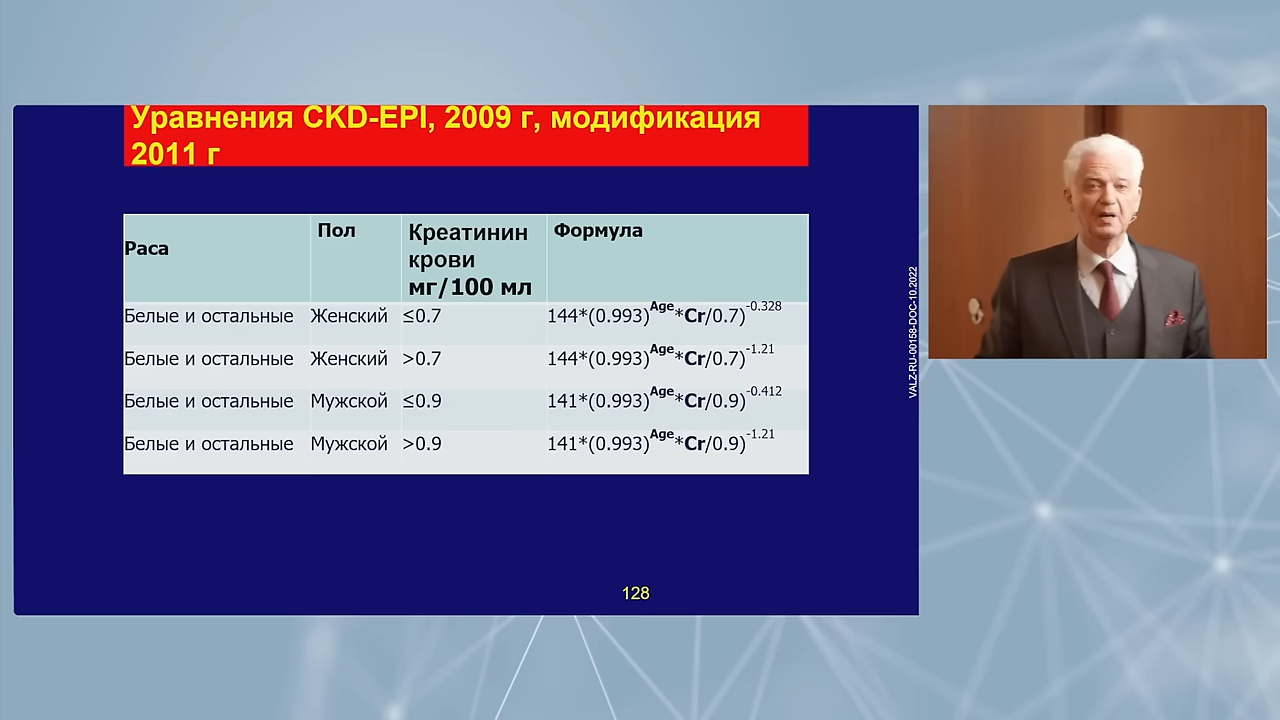 Уравнения CKD-EPI, 2009 г, модификация
2011 г
Раса Пол Креатинин крови мг/100 мл Формула
Белые и остальные Женский ≤0.7 144*(0.993)^Age*Cr/0.7)^-0.328
Белые и остальные Женский >0.7 144*(0.993)^Age*Cr/0.7)^-1.21
Белые и остальные Мужской ≤0.9 141*(0.993)^Age*Cr/0.9)^-0.412
Белые и остальные Мужской >0.9 141*(0.993)^Age*Cr/0.9)^-1.21
128
VALZ-RU-00158-DOC-10.2022